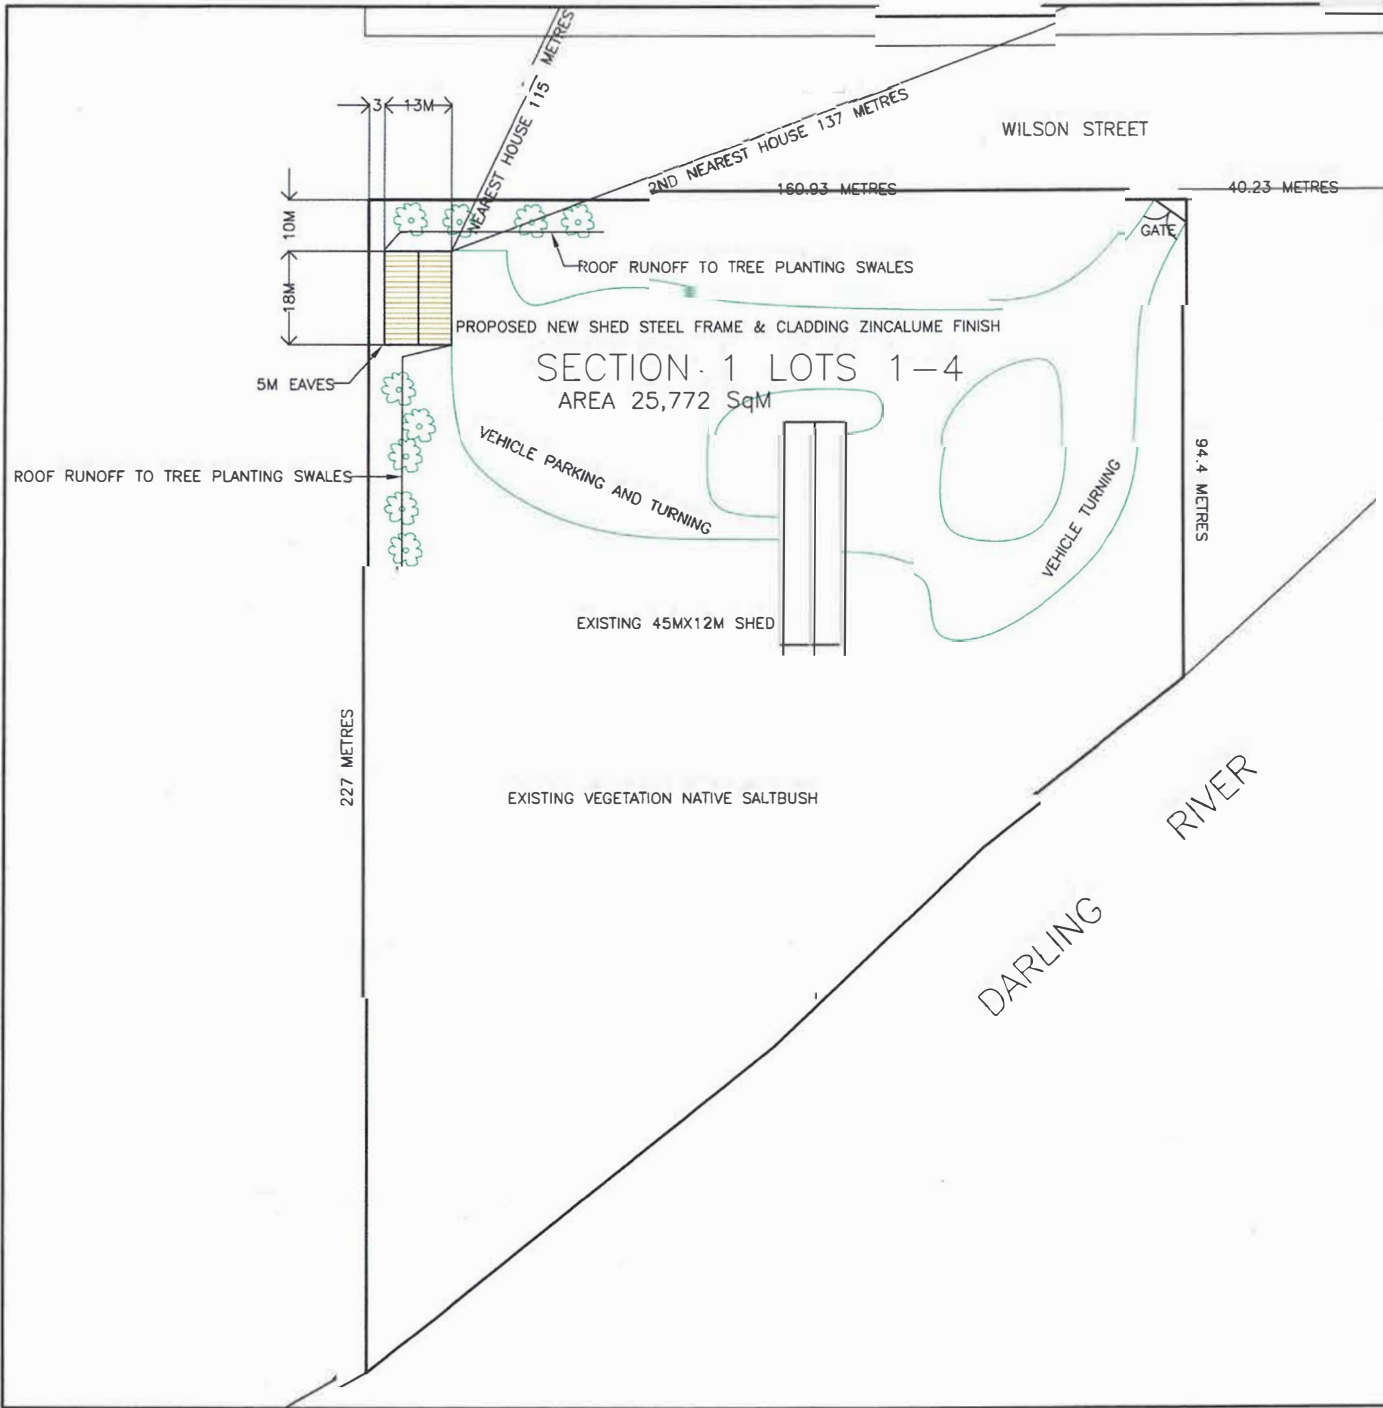 NEAREST HOUSE 115 METRES
3 13M
2ND NEAREST HOUSE 137 METRES
WILSON STREET
160.93 METRES
40.23 METRES
10M
GATE
ROOF RUNOFF TO TREE PLANTING SWALES
18M
PROPOSED NEW SHED STEEL FRAME & CLADDING ZINCALUME FINISH
SECTION 1 LOTS 1-4
5M EAVES
AREA 25,772 SqM
VEHICLE PARKING AND TURNING
ROOF RUNOFF TO TREE PLANTING SWALES
94.4 METRES
VEHICLE TURNING
EXISTING 45MX12M SHED
227 METRES
EXISTING VEGETATION NATIVE SALTBUSH
DARLING RIVER